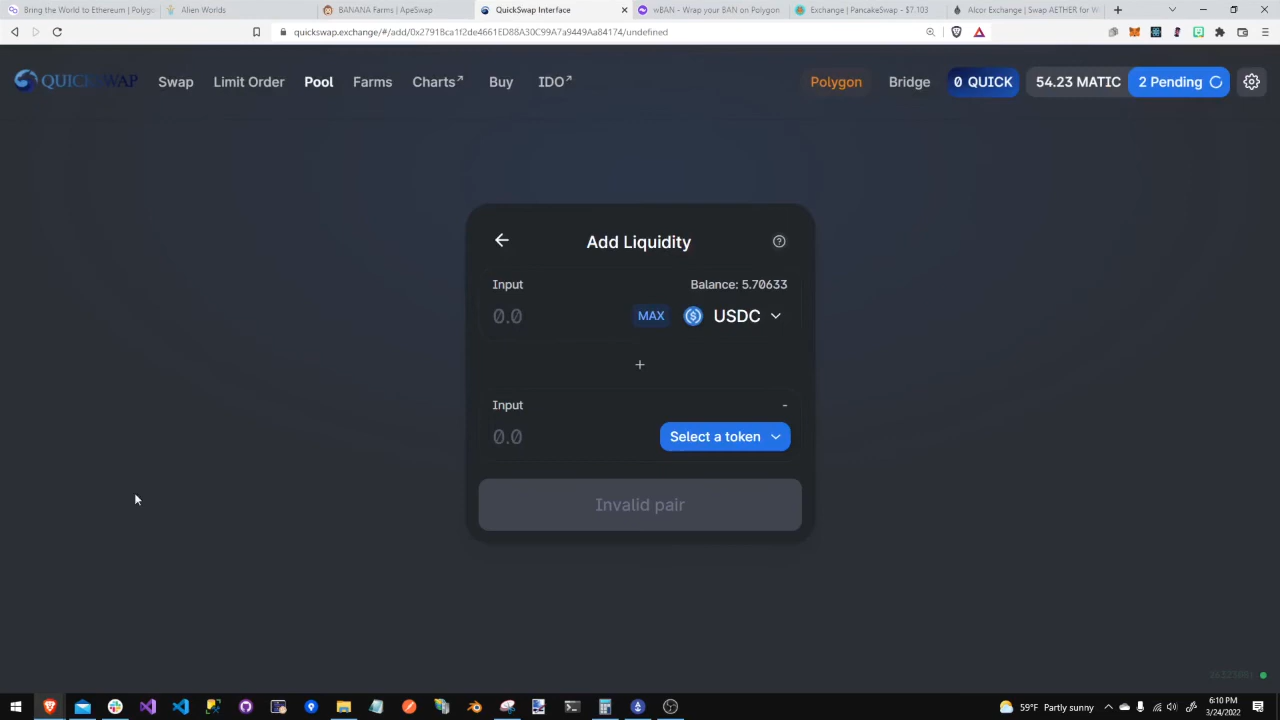 Bring the World to Ethereum | Polygo
Alien Worlds
BANANA Farms | ApeSwap
QuickSwap Interface
wBAN - Wrap your BAN on Polygon
Exchange | PancakeSwap - $7.103
Alcor Exchange | Swap AETHER for W
quickswap.exchange/#/add/0x27918ca1f2de4661ED88A30C99A7a9449Aa84174/undefined
QUICKSWAP
Swap
Limit Order
Pool
Farms
Charts↗
Buy
IDO↗
Polygon
Bridge
0 QUICK
54.23 MATIC
2 Pending
Add Liquidity
Input
Balance: 5.70633
0.0
MAX
USDC
+
Input
-
0.0
Select a token
Invalid pair
59°F Partly sunny
6:10 PM
3/24/2022